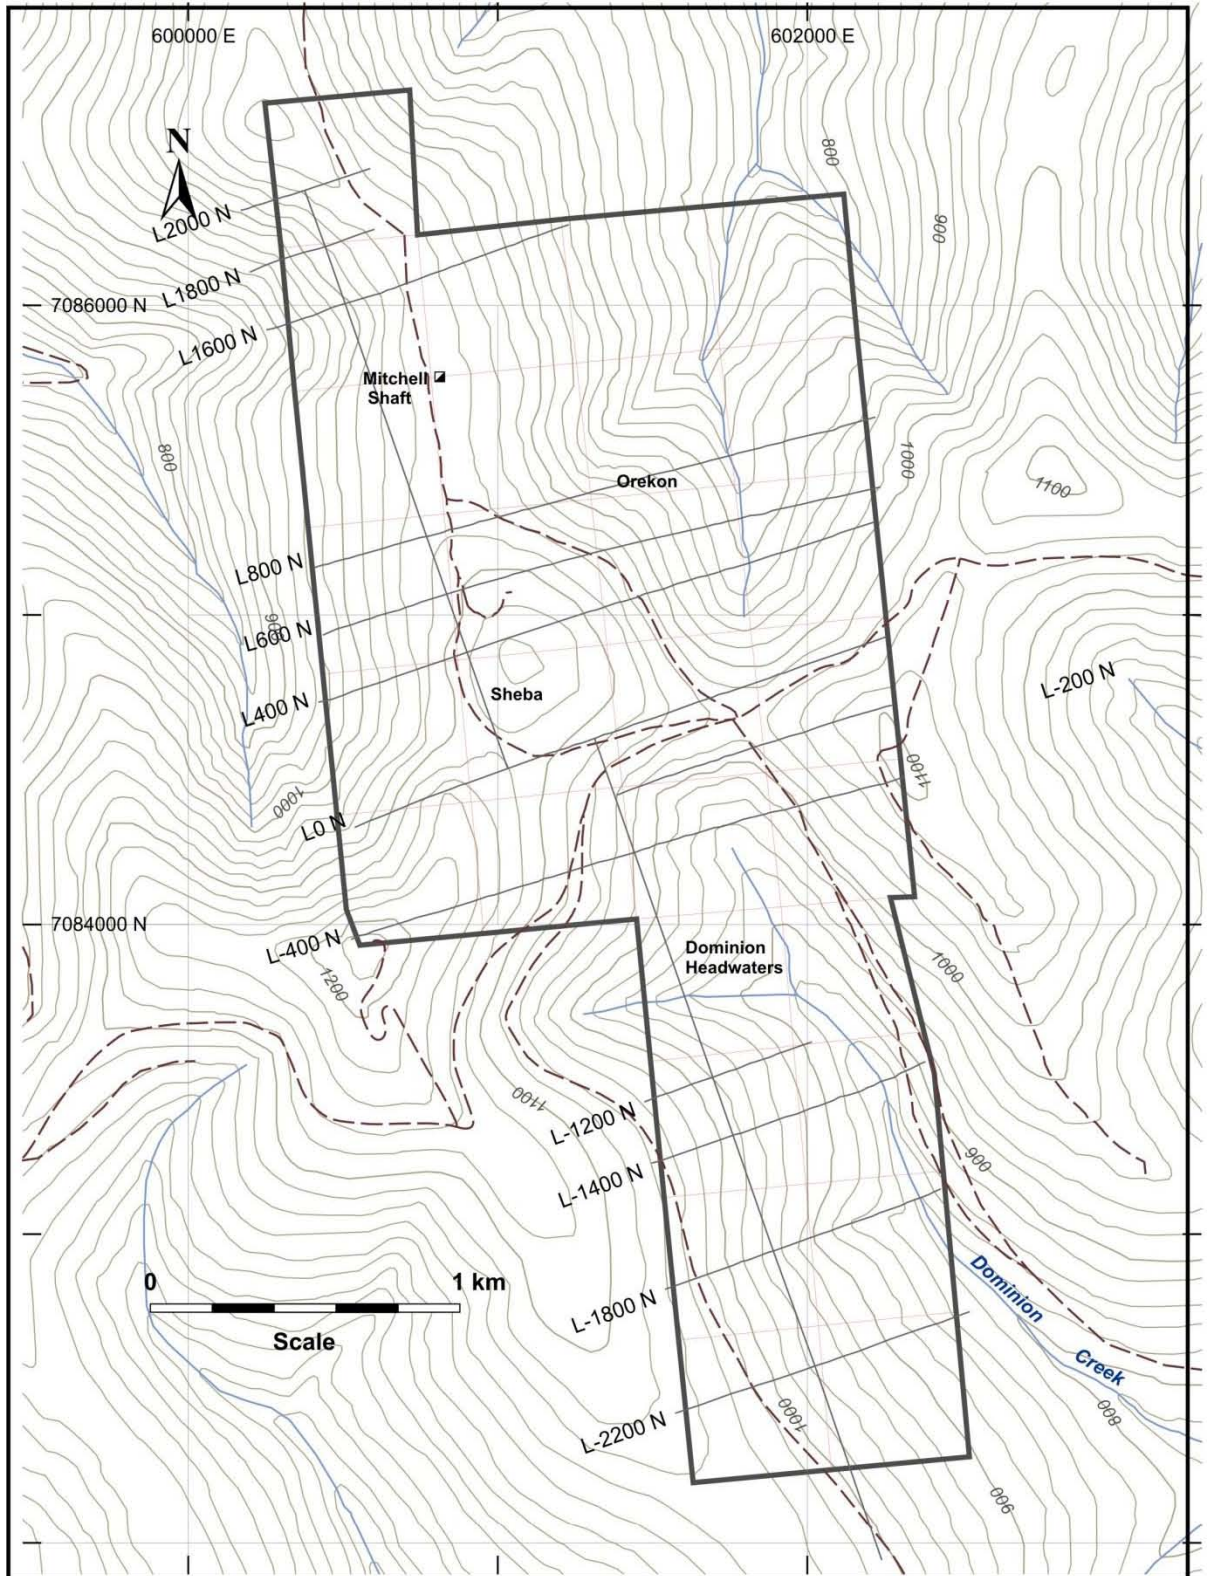 600000 E
602000 E
800
N
L2000 N
900
L1800 N
7086000 N
L1600 N
Mitchell
Shaft
800
1000
Orekon
1100
L800 N
900
L600 N
L-200 N
Sheba
L400 N
1100
1000
L0 N
7084000 N
L-400 N
Dominion
Headwaters
1000
1200
1100
L-1200 N
900
L-1400 N
Dominion
0
1 km
L-1800 N
Scale
Creek
1000
800
L-2200 N
900